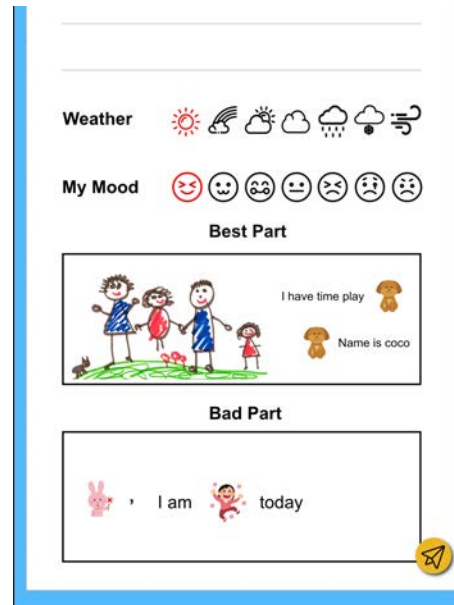 Weather
My Mood
Best Part
I have time play
Name is coco
Bad Part
, I am today